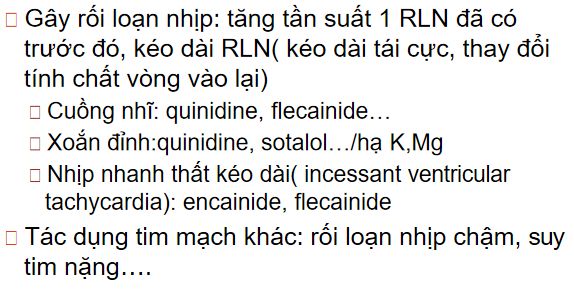 Gây rối loạn nhịp: tăng tần suất 1 RLN đã có
trước đó, kéo dài RLN( kéo dài tái cực, thay đổi
tính chất vòng vào lại)
Cuồng nhĩ: quinidine, flecainide…
Xoắn đỉnh:quinidine, sotalol…/hạ K,Mg
Nhịp nhanh thất kéo dài( incessant ventricular
tachycardia): encainide, flecainide
Tác dụng tim mạch khác: rối loạn nhịp chậm, suy
tim nặng….